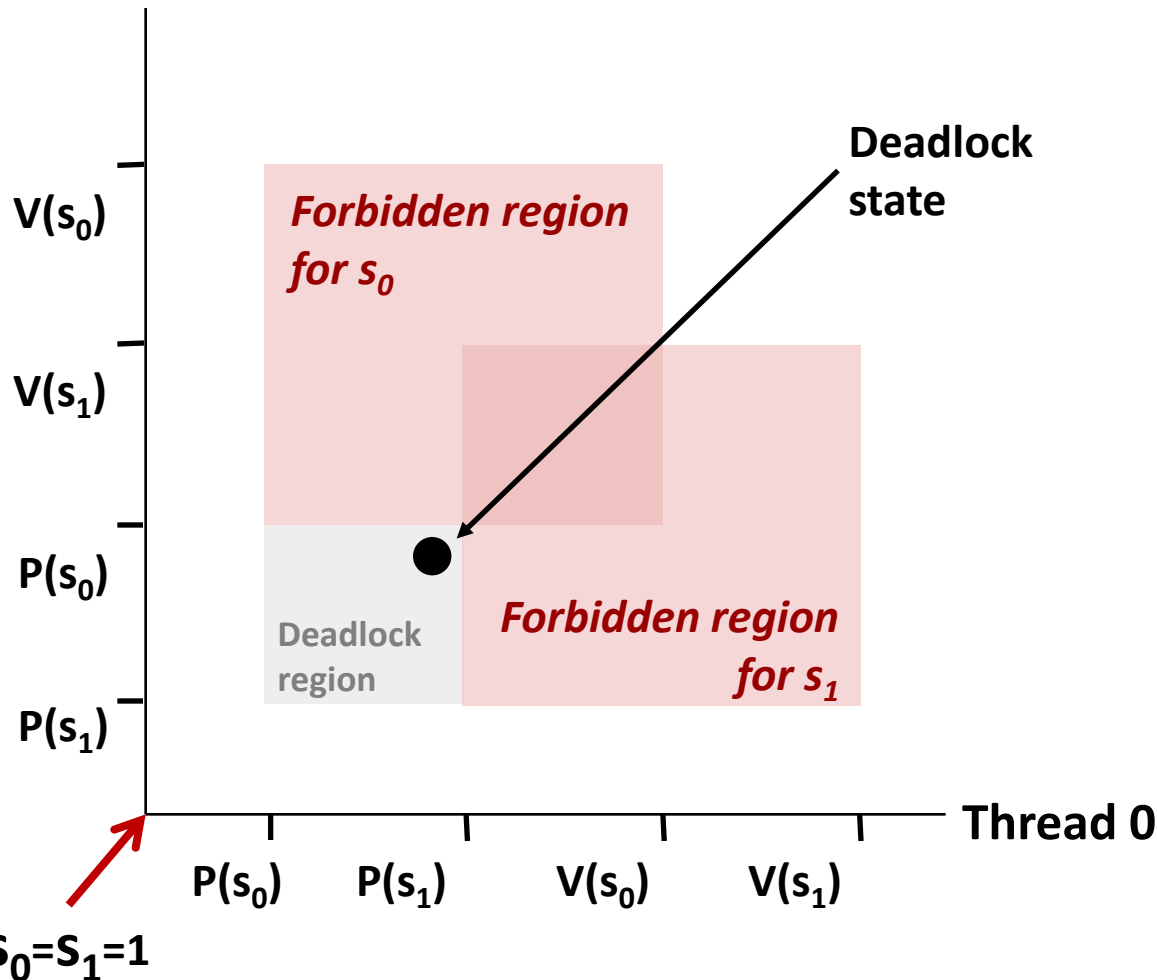 Deadlock
state
V(s₀)
Forbidden region
for s₀
V(s₁)
P(s₀)
Deadlock
region
Forbidden region
for s₁
P(s₁)
Thread 0
P(s₀) P(s₁) V(s₀) V(s₁)
s₀=s₁=1